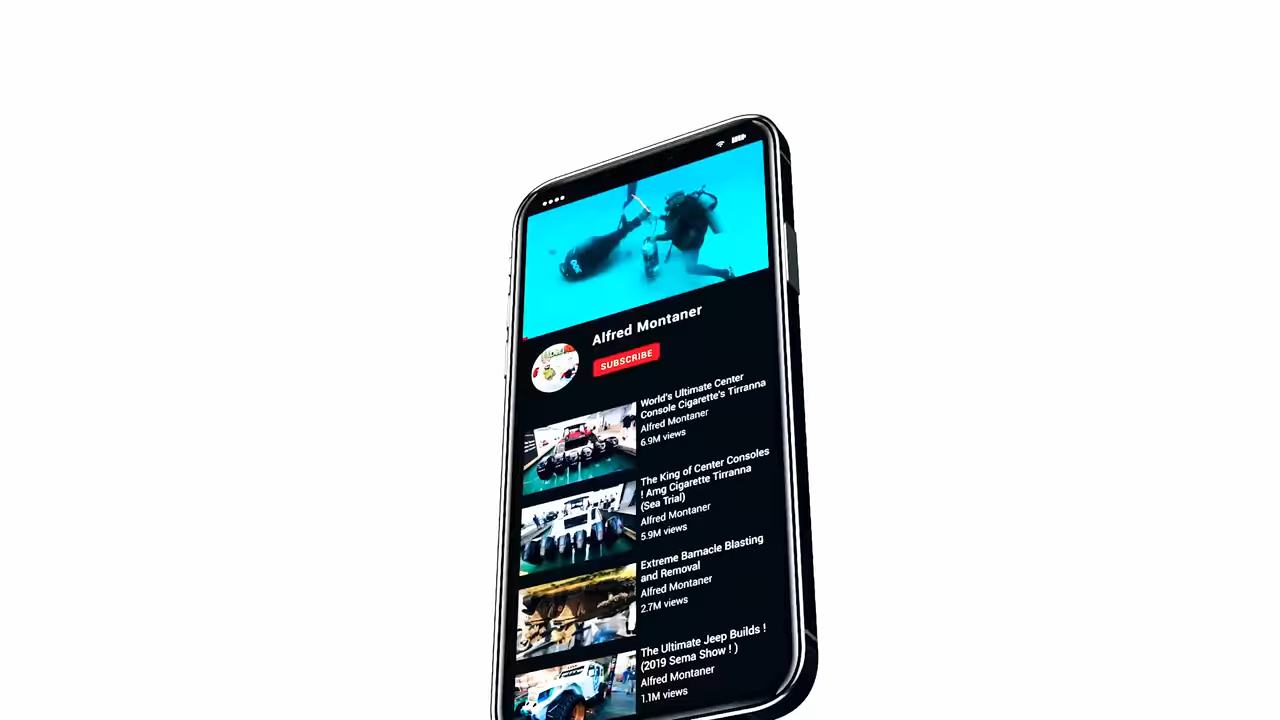 Alfred Montaner
SUBSCRIBE
World's Ultimate Center
Console Cigarette's Tirranna
Alfred Montaner
6.9M views
The King of Center Consoles
! Amg Cigarette Tirranna
(Sea Trial)
Alfred Montaner
5.9M views
Extreme Barnacle Blasting
and Removal
Alfred Montaner
2.7M views
The Ultimate Jeep Builds !
(2019 Sema Show ! )
Alfred Montaner
1.1M views